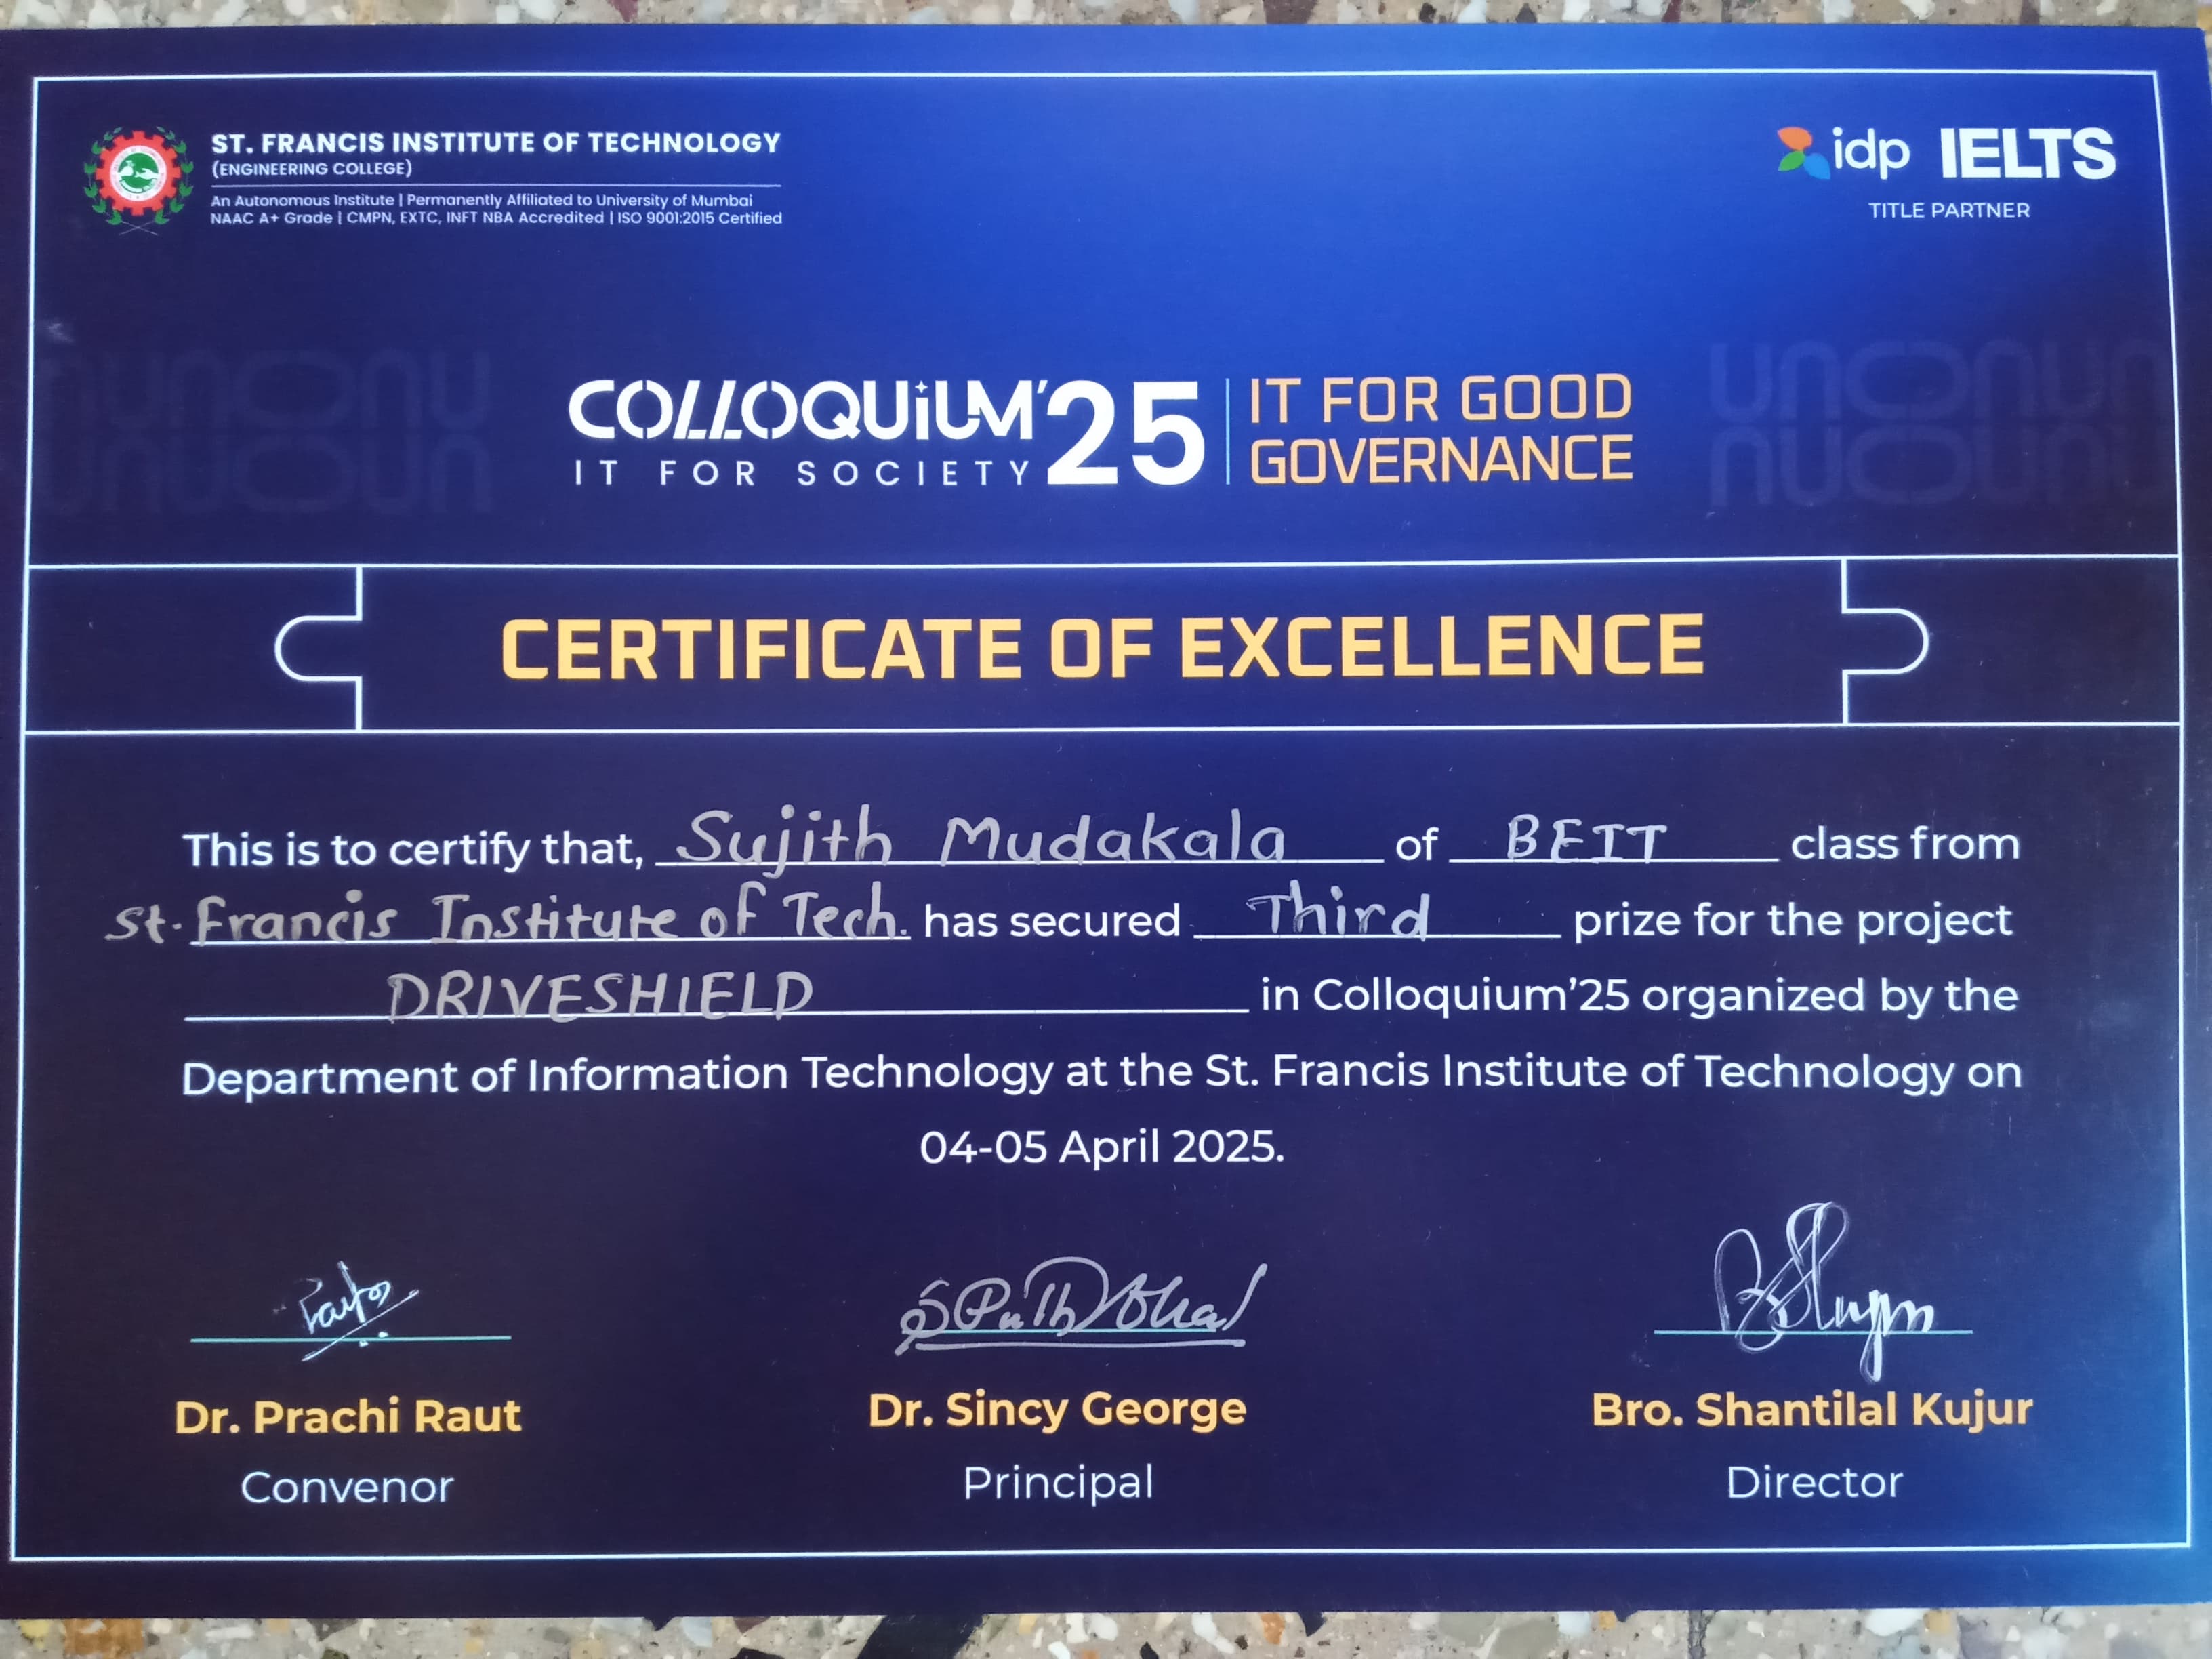 ST. FRANCIS INSTITUTE OF TECHNOLOGY
(ENGINEERING COLLEGE)
An Autonomous Institute | Permanently Affiliated to University of Mumbai
NAAC A+ Grade | CMPN, EXTC, INFT NBA Accredited | ISO 9001:2015 Certified
idp IELTS
TITLE PARTNER
COLLOQUiUM'25
IT FOR SOCIETY
IT FOR GOOD
GOVERNANCE
CERTIFICATE OF EXCELLENCE
This is to certify that, Sujith Mudakala of BEIT class from
St. Francis Institute of Tech. has secured Third prize for the project
DRIVESHIELD in Colloquium'25 organized by the
Department of Information Technology at the St. Francis Institute of Technology on
04-05 April 2025.
Dr. Prachi Raut
Convenor
Dr. Sincy George
Principal
Bro. Shantilal Kujur
Director